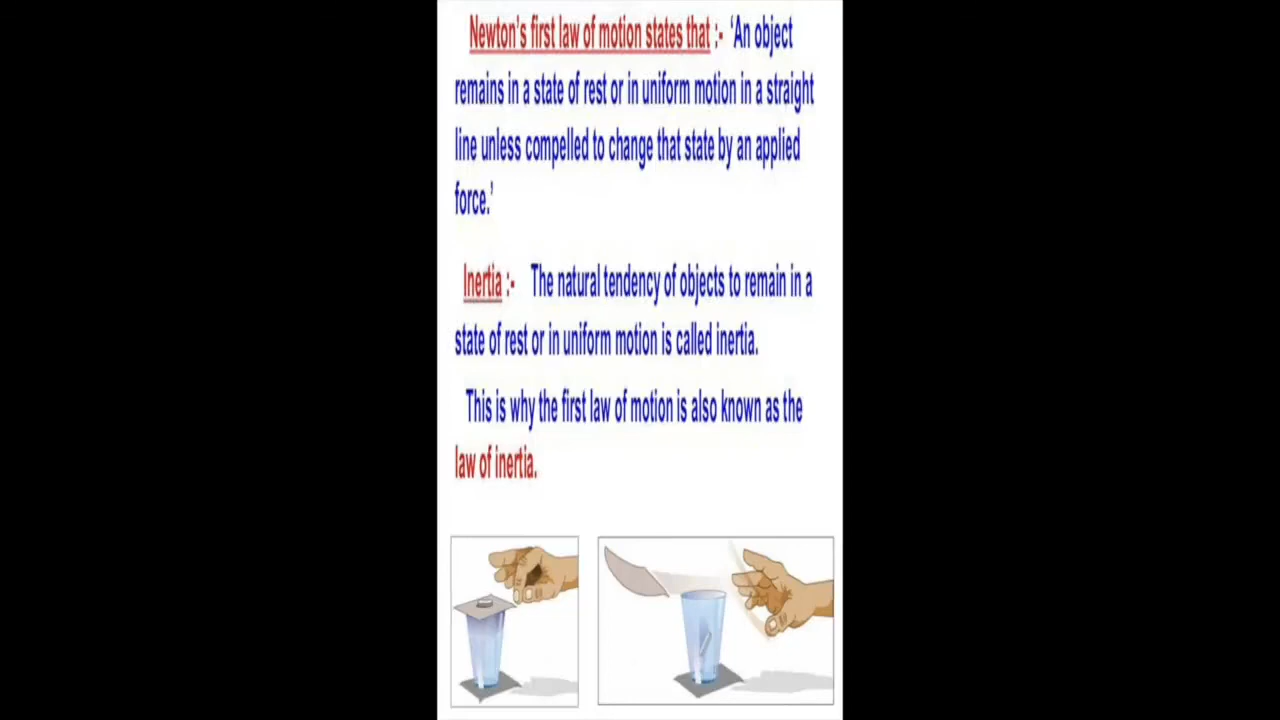 Newton's first law of motion states that :- 'An object
remains in a state of rest or in uniform motion in a straight
line unless compelled to change that state by an applied
force.'
Inertia :- The natural tendency of objects to remain in a
state of rest or in uniform motion is called inertia.
This is why the first law of motion is also known as the
law of inertia.